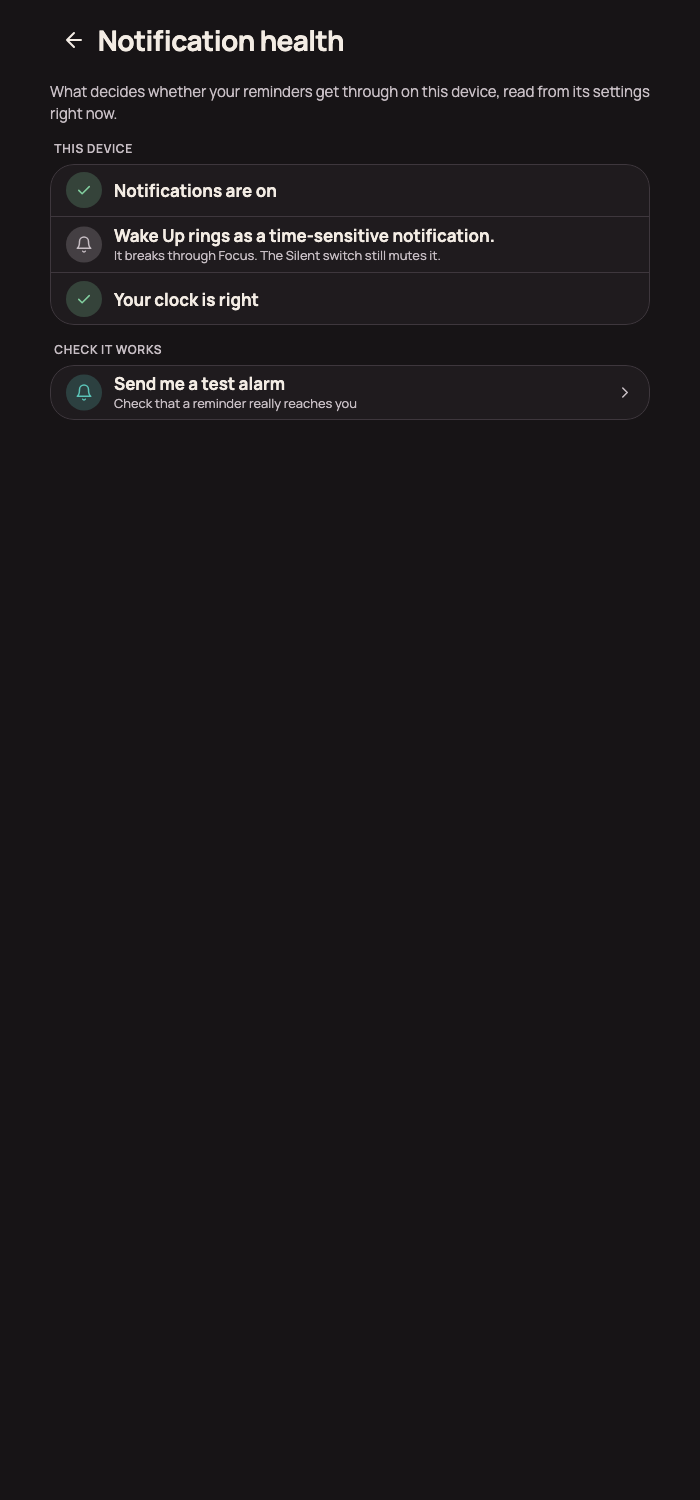 Notification health
What decides whether your reminders get through on this device, read from its settings
right now.
THIS DEVICE
Notifications are on
Wake Up rings as a time-sensitive notification.
It breaks through Focus. The Silent switch still mutes it.
Your clock is right
CHECK IT WORKS
Send me a test alarm
Check that a reminder really reaches you